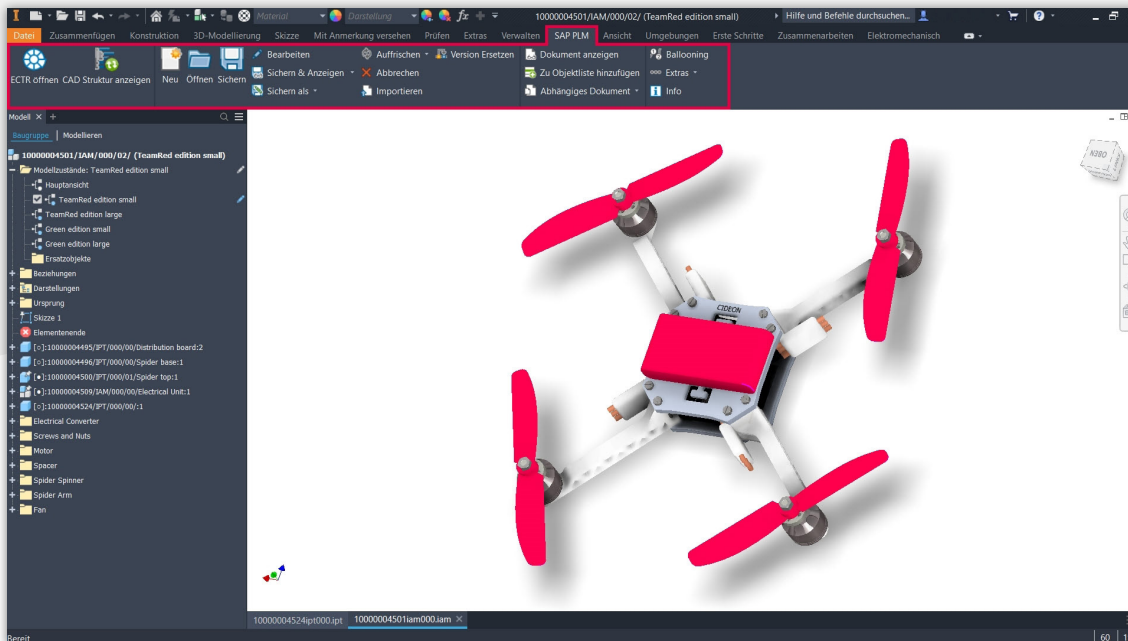 Material
Darstellung
10000004501/IAM/000/02/ (TeamRed edition small)
Hilfe und Befehle durchsuchen...
Datei Zusammenfügen Konstruktion 3D-Modellierung Skizze Mit Anmerkung versehen Prüfen Extras Verwalten SAP PLM Ansicht Umgebungen Erste Schritte Zusammenarbeiten Elektromechanisch
Bearbeiten Auffrischen Version Ersetzen Dokument anzeigen Ballooning
ECTR öffnen CAD Struktur anzeigen Neu Öffnen Sichern Sichern & Anzeigen Abbrechen Zu Objektliste hinzufügen Extras
Sichern als Importieren Abhängiges Dokument Info
Modell
Baugruppe Modellieren
10000004501/IAM/000/02/ (TeamRed edition small)
Modellzustände: TeamRed edition small
Hauptansicht
TeamRed edition small
TeamRed edition large
Green edition small
Green edition large
Ersatzobjekte
Beziehungen
Darstellungen
Ursprung
Skizze 1
Elementenende
[○]:10000004495/IPT/000/00/Distribution board:2
[○]:10000004496/IPT/000/00/Spider base:1
[●]:10000004500/IPT/000/01/Spider top:1
[●]:10000004509/IAM/000/00/Electrical Unit:1
[○]:10000004524/IPT/000/00/:1
Electrical Converter
Screws and Nuts
Motor
Spacer
Spider Spinner
Spider Arm
Fan
CIDEON
OBEN
10000004524ipt000.ipt 10000004501iam000.iam
Bereit
60